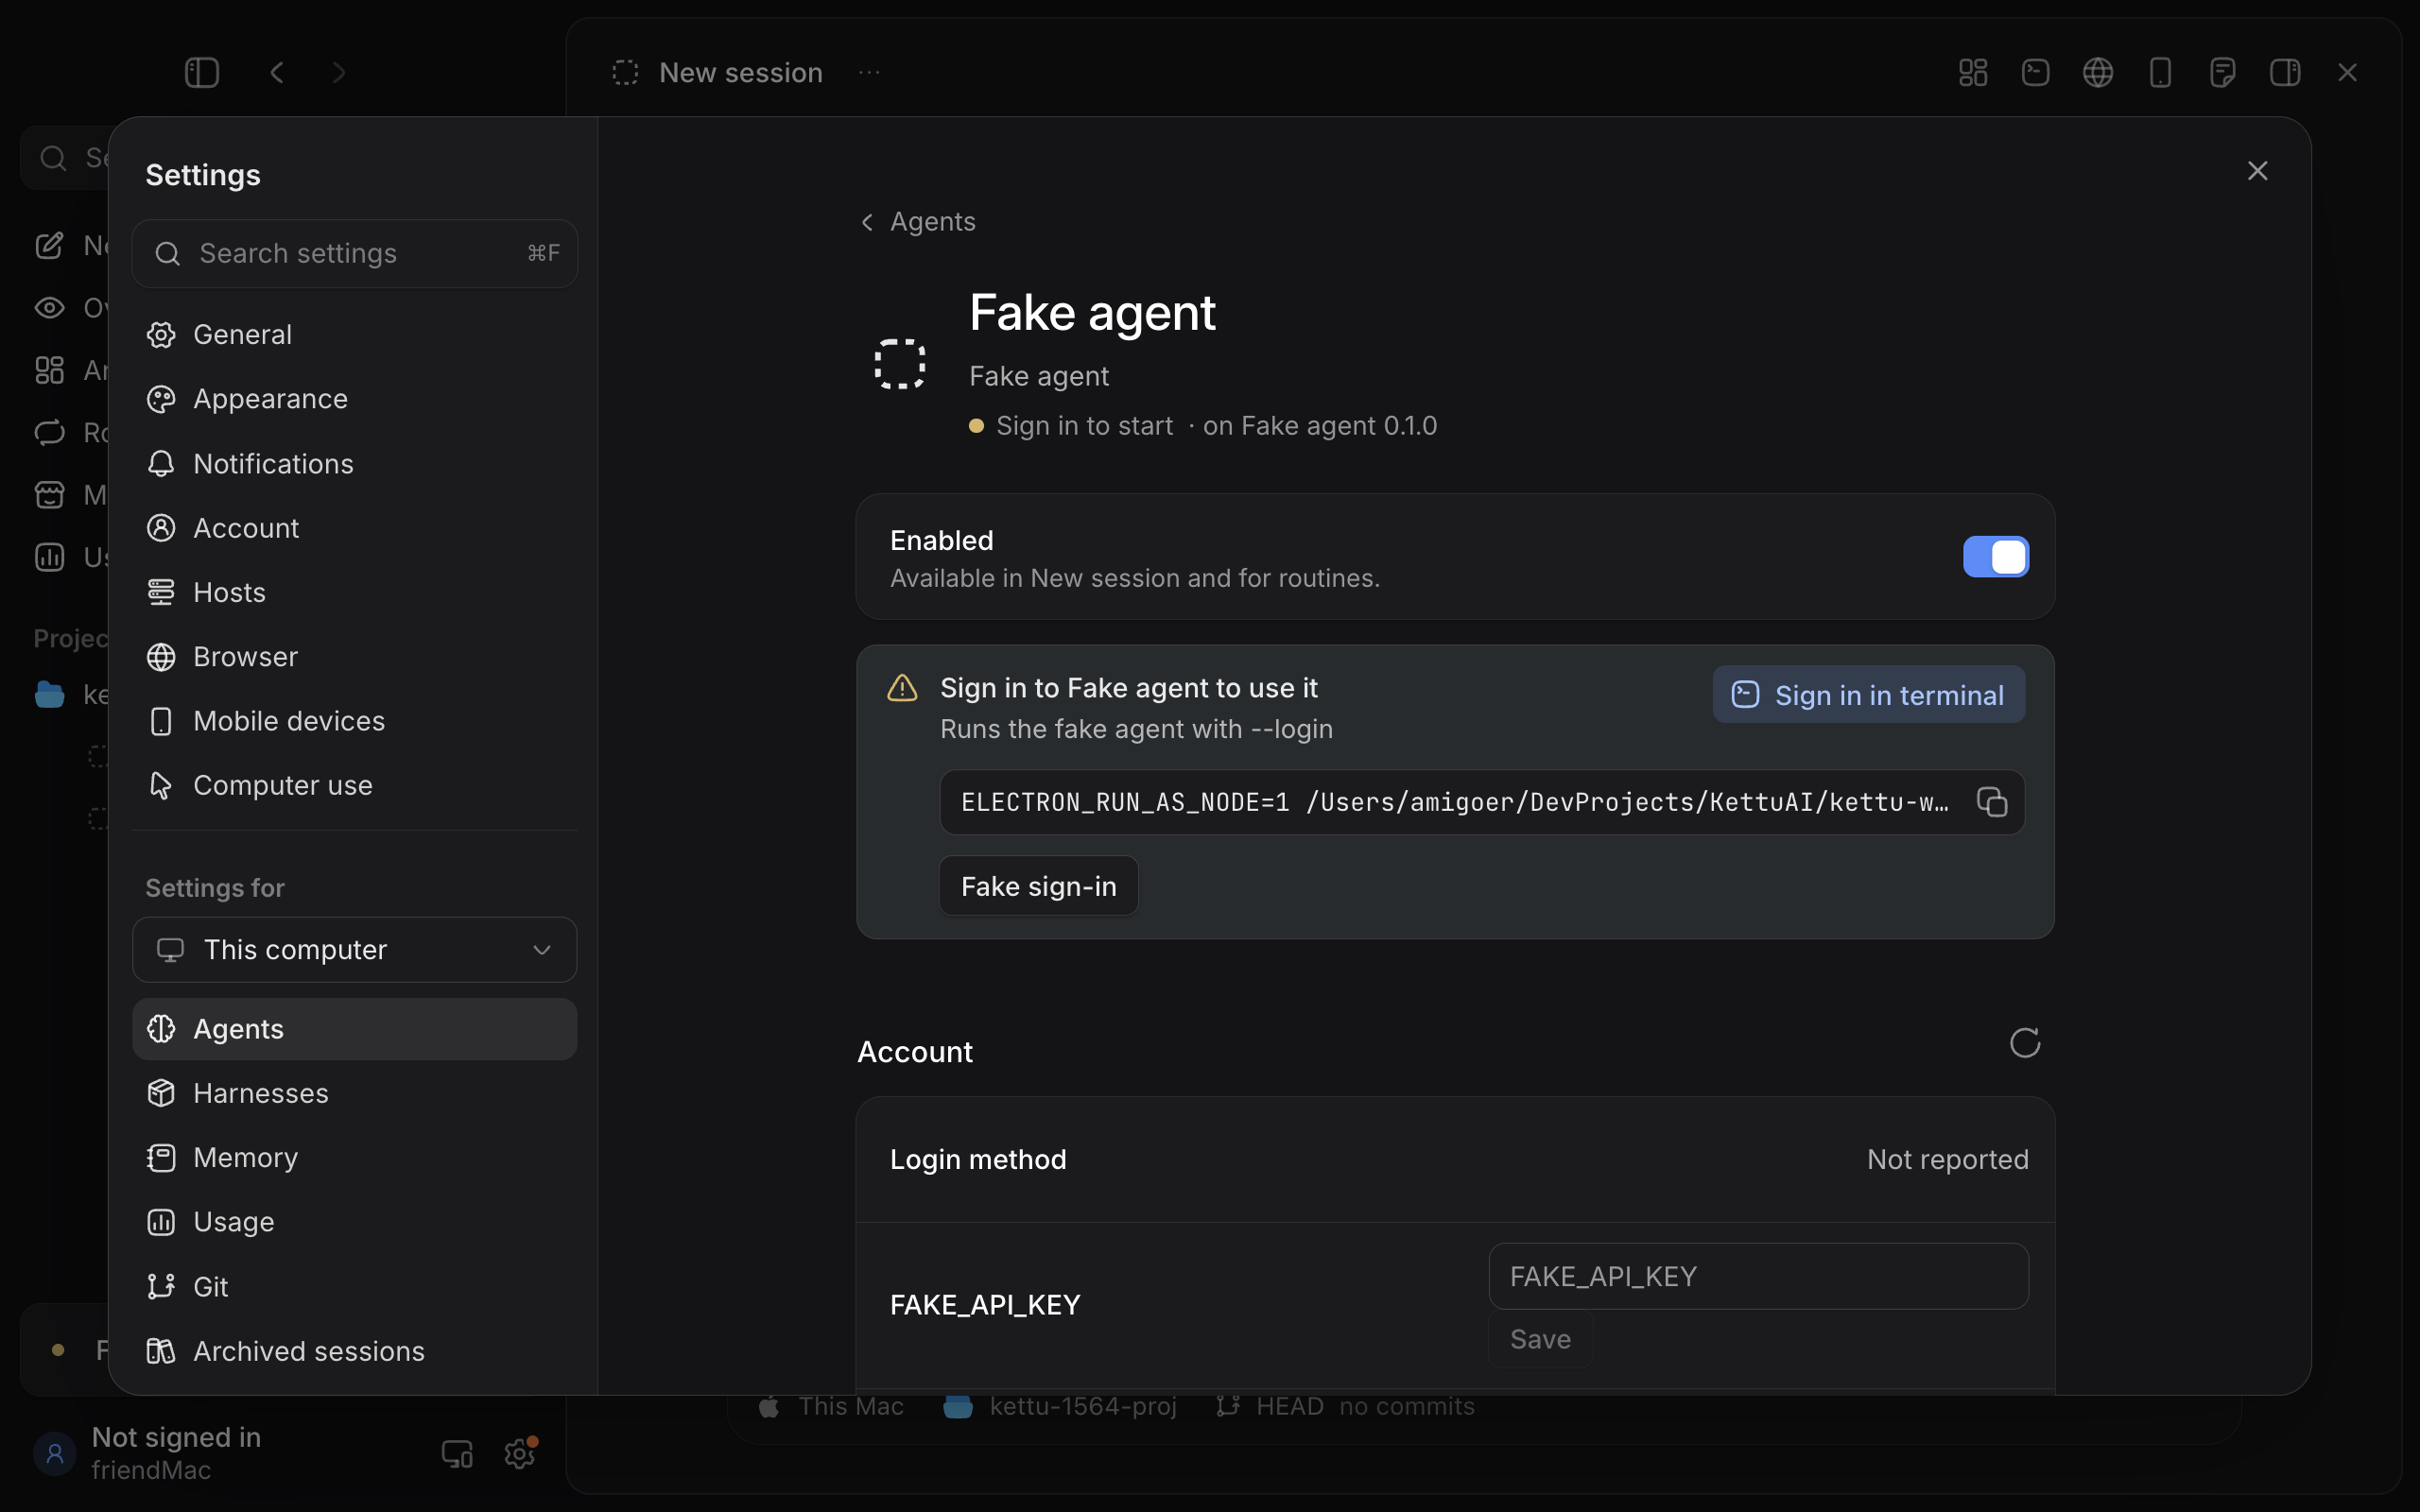 New session
Settings
Search settings ⌘F
General
Appearance
Notifications
Account
Hosts
Browser
Mobile devices
Computer use
Settings for
This computer
Agents
Harnesses
Memory
Usage
Git
Archived sessions
Agents
Fake agent
Fake agent
Sign in to start · on Fake agent 0.1.0
Enabled
Available in New session and for routines.
Sign in to Fake agent to use it
Sign in in terminal
Runs the fake agent with --login
ELECTRON_RUN_AS_NODE=1 /Users/amigoer/DevProjects/KettuAI/kettu-w…
Fake sign-in
Account
Login method Not reported
FAKE_API_KEY
FAKE_API_KEY
Save
This Mac kettu-1564-proj HEAD no commits
Not signed in
friendMac